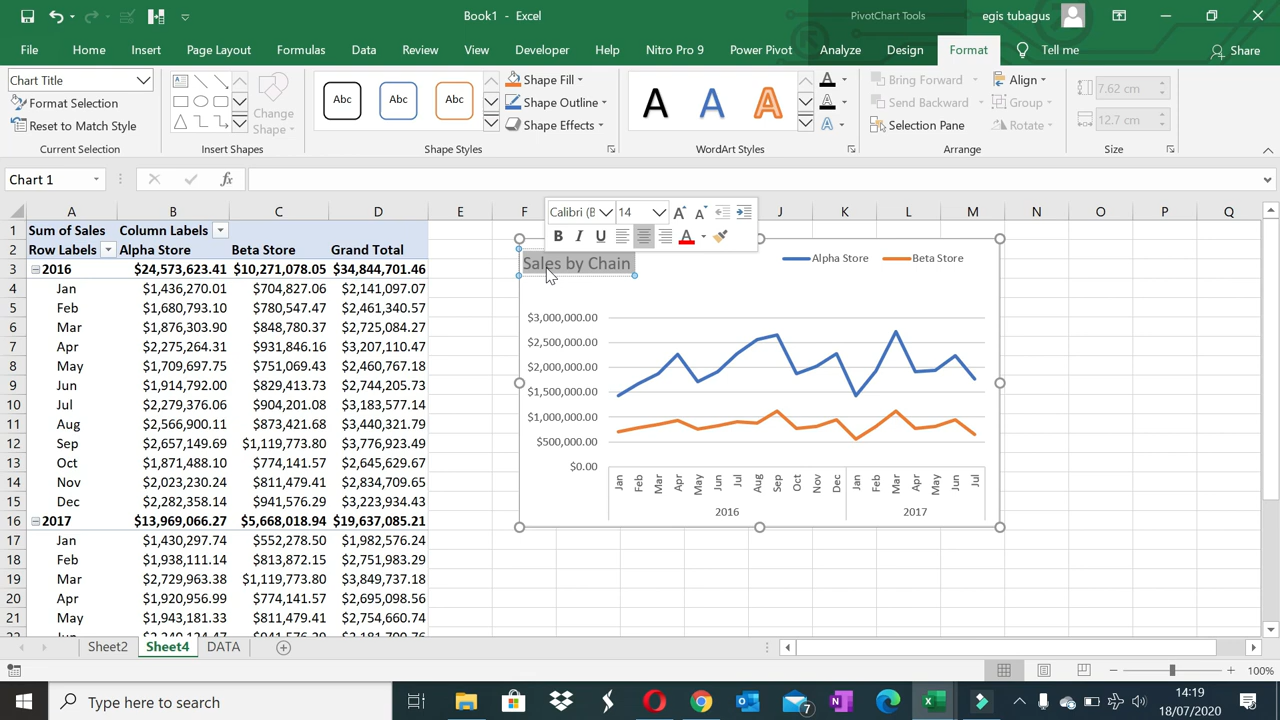 Book1 - Excel
PivotChart Tools
egis tubagus
File Home Insert Page Layout Formulas Data Review View Developer Help Nitro Pro 9 Power Pivot Analyze Design Format Tell me Share
Chart Title
Format Selection
Reset to Match Style
Current Selection
Change Shape
Insert Shapes
Abc Abc Abc
Shape Fill
Shape Outline
Shape Effects
Shape Styles
A A A
WordArt Styles
Bring Forward
Send Backward
Selection Pane
Align
Group
Rotate
Arrange
7.62 cm
12.7 cm
Size
Chart 1
fx
A B C D E F J K L M N O P Q
Calibri (B 14
B I U
1 Sum of Sales Column Labels
2 Row Labels Alpha Store Beta Store Grand Total
3 2016 $24,573,623.41 $10,271,078.05 $34,844,701.46
4 Jan $1,436,270.01 $704,827.06 $2,141,097.07
5 Feb $1,680,793.10 $780,547.47 $2,461,340.57
6 Mar $1,876,303.90 $848,780.37 $2,725,084.27
7 Apr $2,275,264.31 $931,846.16 $3,207,110.47
8 May $1,709,697.75 $751,069.43 $2,460,767.18
9 Jun $1,914,792.00 $829,413.73 $2,744,205.73
10 Jul $2,279,376.06 $904,201.08 $3,183,577.14
11 Aug $2,566,900.11 $873,421.68 $3,440,321.79
12 Sep $2,657,149.69 $1,119,773.80 $3,776,923.49
13 Oct $1,871,488.10 $774,141.57 $2,645,629.67
14 Nov $2,023,230.24 $811,479.41 $2,834,709.65
15 Dec $2,282,358.14 $941,576.29 $3,223,934.43
16 2017 $13,969,066.27 $5,668,018.94 $19,637,085.21
17 Jan $1,430,297.74 $552,278.50 $1,982,576.24
18 Feb $1,938,111.14 $813,872.15 $2,751,983.29
19 Mar $2,729,963.38 $1,119,773.80 $3,849,737.18
20 Apr $1,920,956.99 $774,141.57 $2,695,098.56
21 May $1,943,181.33 $811,479.41 $2,754,660.74
Sales by Chain
Alpha Store Beta Store
$3,000,000.00
$2,500,000.00
$2,000,000.00
$1,500,000.00
$1,000,000.00
$500,000.00
$0.00
Jan Feb Mar Apr May Jun Jul Aug Sep Oct Nov Dec Jan Feb Mar Apr May Jun Jul
2016 2017
Sheet2 Sheet4 DATA
100%
Type here to search
7
14:19
18/07/2020